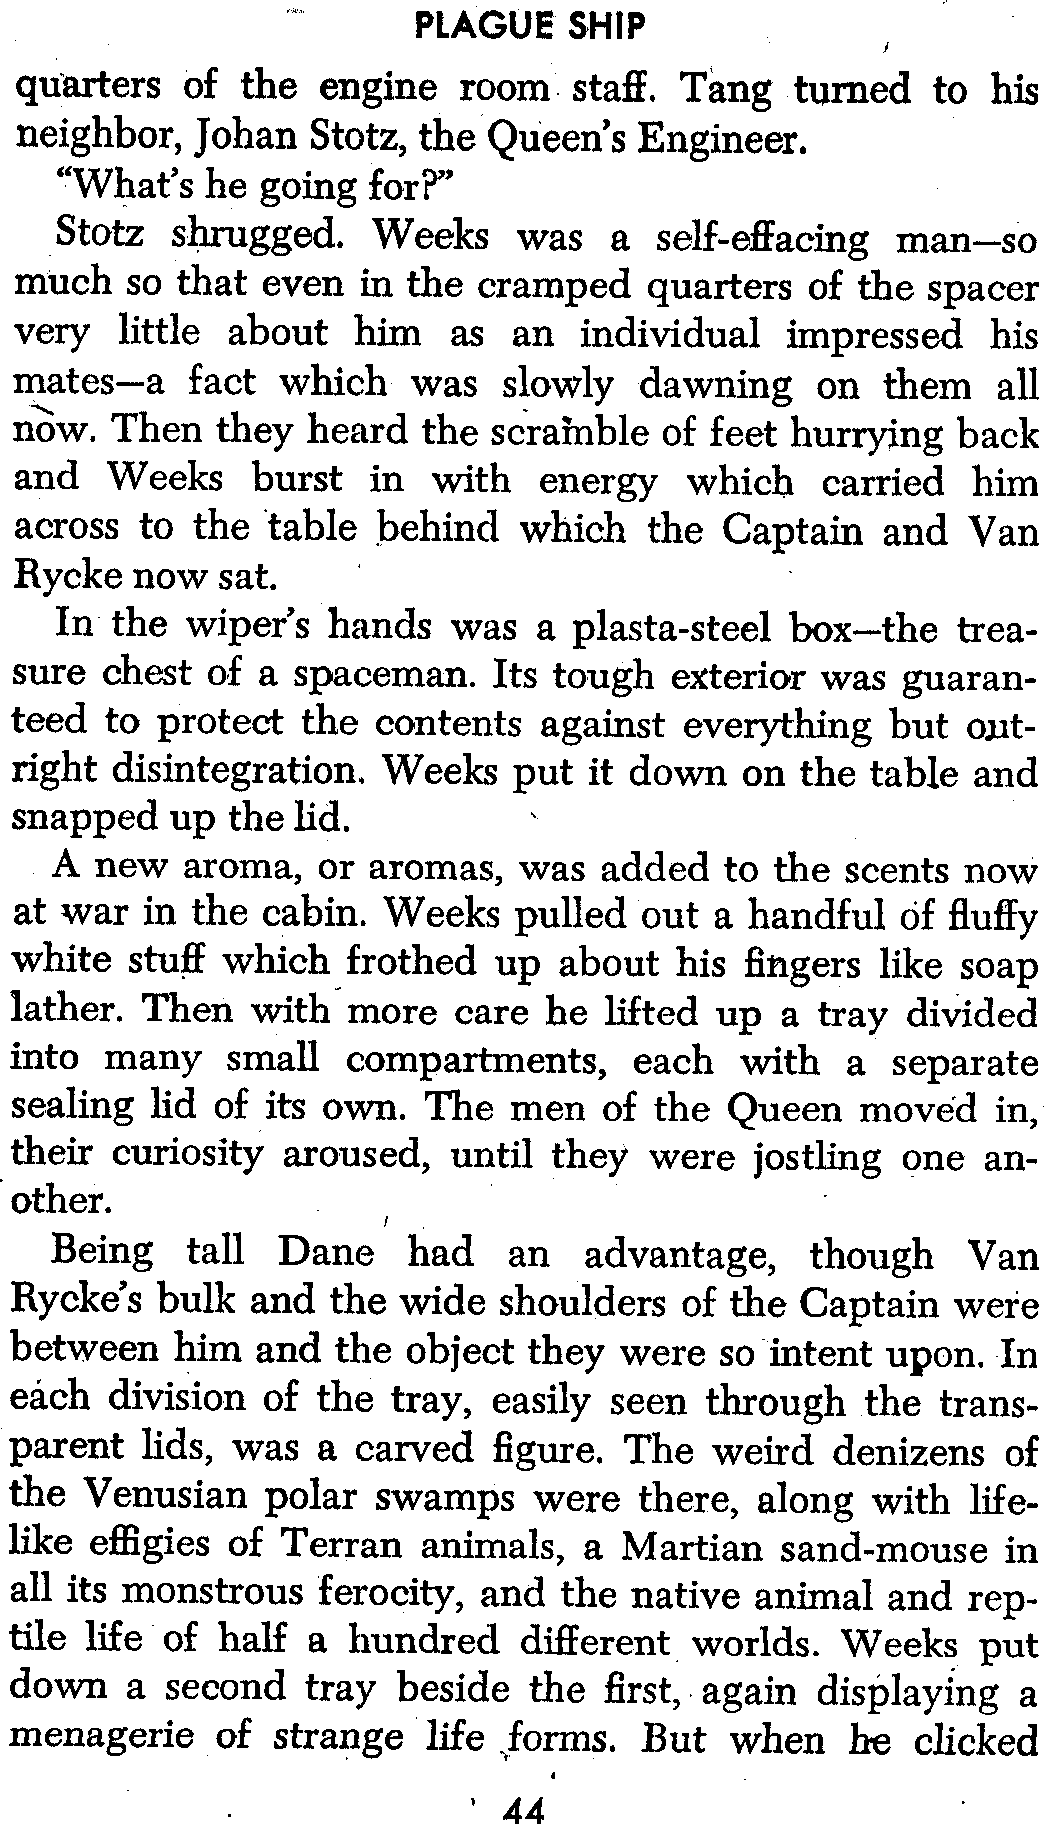 PLAGUE SHIP
quarters of the engine room staff. Tang turned to his
neighbor, Johan Stotz, the Queen's Engineer.
"What's he going for?"
Stotz shrugged. Weeks was a self-effacing man—so
much so that even in the cramped quarters of the spacer
very little about him as an individual impressed his
mates—a fact which was slowly dawning on them all
now. Then they heard the scramble of feet hurrying back
and Weeks burst in with energy which carried him
across to the table behind which the Captain and Van
Rycke now sat.
In the wiper's hands was a plasta-steel box—the trea-
sure chest of a spaceman. Its tough exterior was guaran-
teed to protect the contents against everything but out-
right disintegration. Weeks put it down on the table and
snapped up the lid.
A new aroma, or aromas, was added to the scents now
at war in the cabin. Weeks pulled out a handful of fluffy
white stuff which frothed up about his fingers like soap
lather. Then with more care he lifted up a tray divided
into many small compartments, each with a separate
sealing lid of its own. The men of the Queen moved in,
their curiosity aroused, until they were jostling one an-
other.
Being tall Dane had an advantage, though Van
Rycke's bulk and the wide shoulders of the Captain were
between him and the object they were so intent upon. In
each division of the tray, easily seen through the trans-
parent lids, was a carved figure. The weird denizens of
the Venusian polar swamps were there, along with life-
like effigies of Terran animals, a Martian sand-mouse in
all its monstrous ferocity, and the native animal and rep-
tile life of half a hundred different worlds. Weeks put
down a second tray beside the first, again displaying a
menagerie of strange life forms. But when he clicked
44